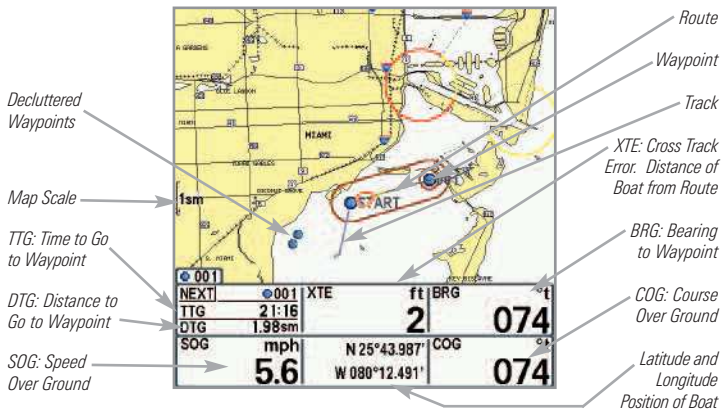 Route
Waypoint
Track
XTE: Cross Track
Error. Distance of
Boat from Route
BRG: Bearing
to Waypoint
COG: Course
Over Ground
Latitude and
Longitude
Position of Boat
Decluttered
Waypoints
Map Scale
TTG: Time to Go
to Waypoint
DTG: Distance to
Go to Waypoint
SOG: Speed
Over Ground
MIAMI
START
1sm
KEY BISCAYNE
001
NEXT 001
TTG 21:16
DTG 1.98sm
XTE ft
2
BRG °t
074
SOG mph
5.6
N 25°43.987'
W 080°12.491'
COG °t
074